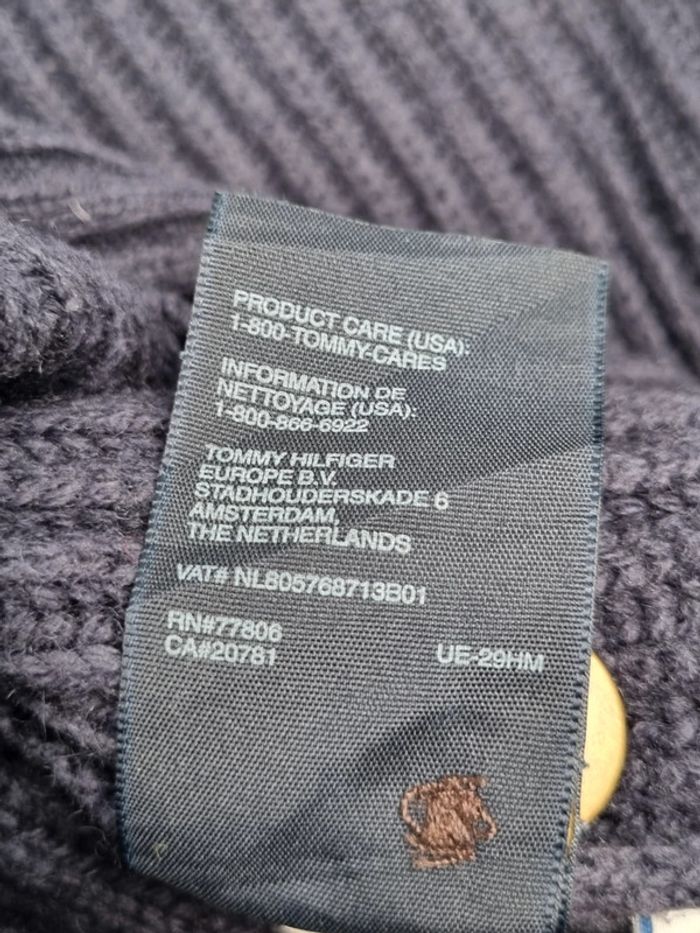 PRODUCT CARE (USA):
1-800-TOMMY-CARES
INFORMATION DE
NETTOYAGE (USA):
1-800-866-6922
TOMMY HILFIGER
EUROPE B.V.
STADHOUDERSKADE 6
AMSTERDAM,
THE NETHERLANDS
VAT# NL805768713B01
RN#77806
CA#20781
UE-29HM